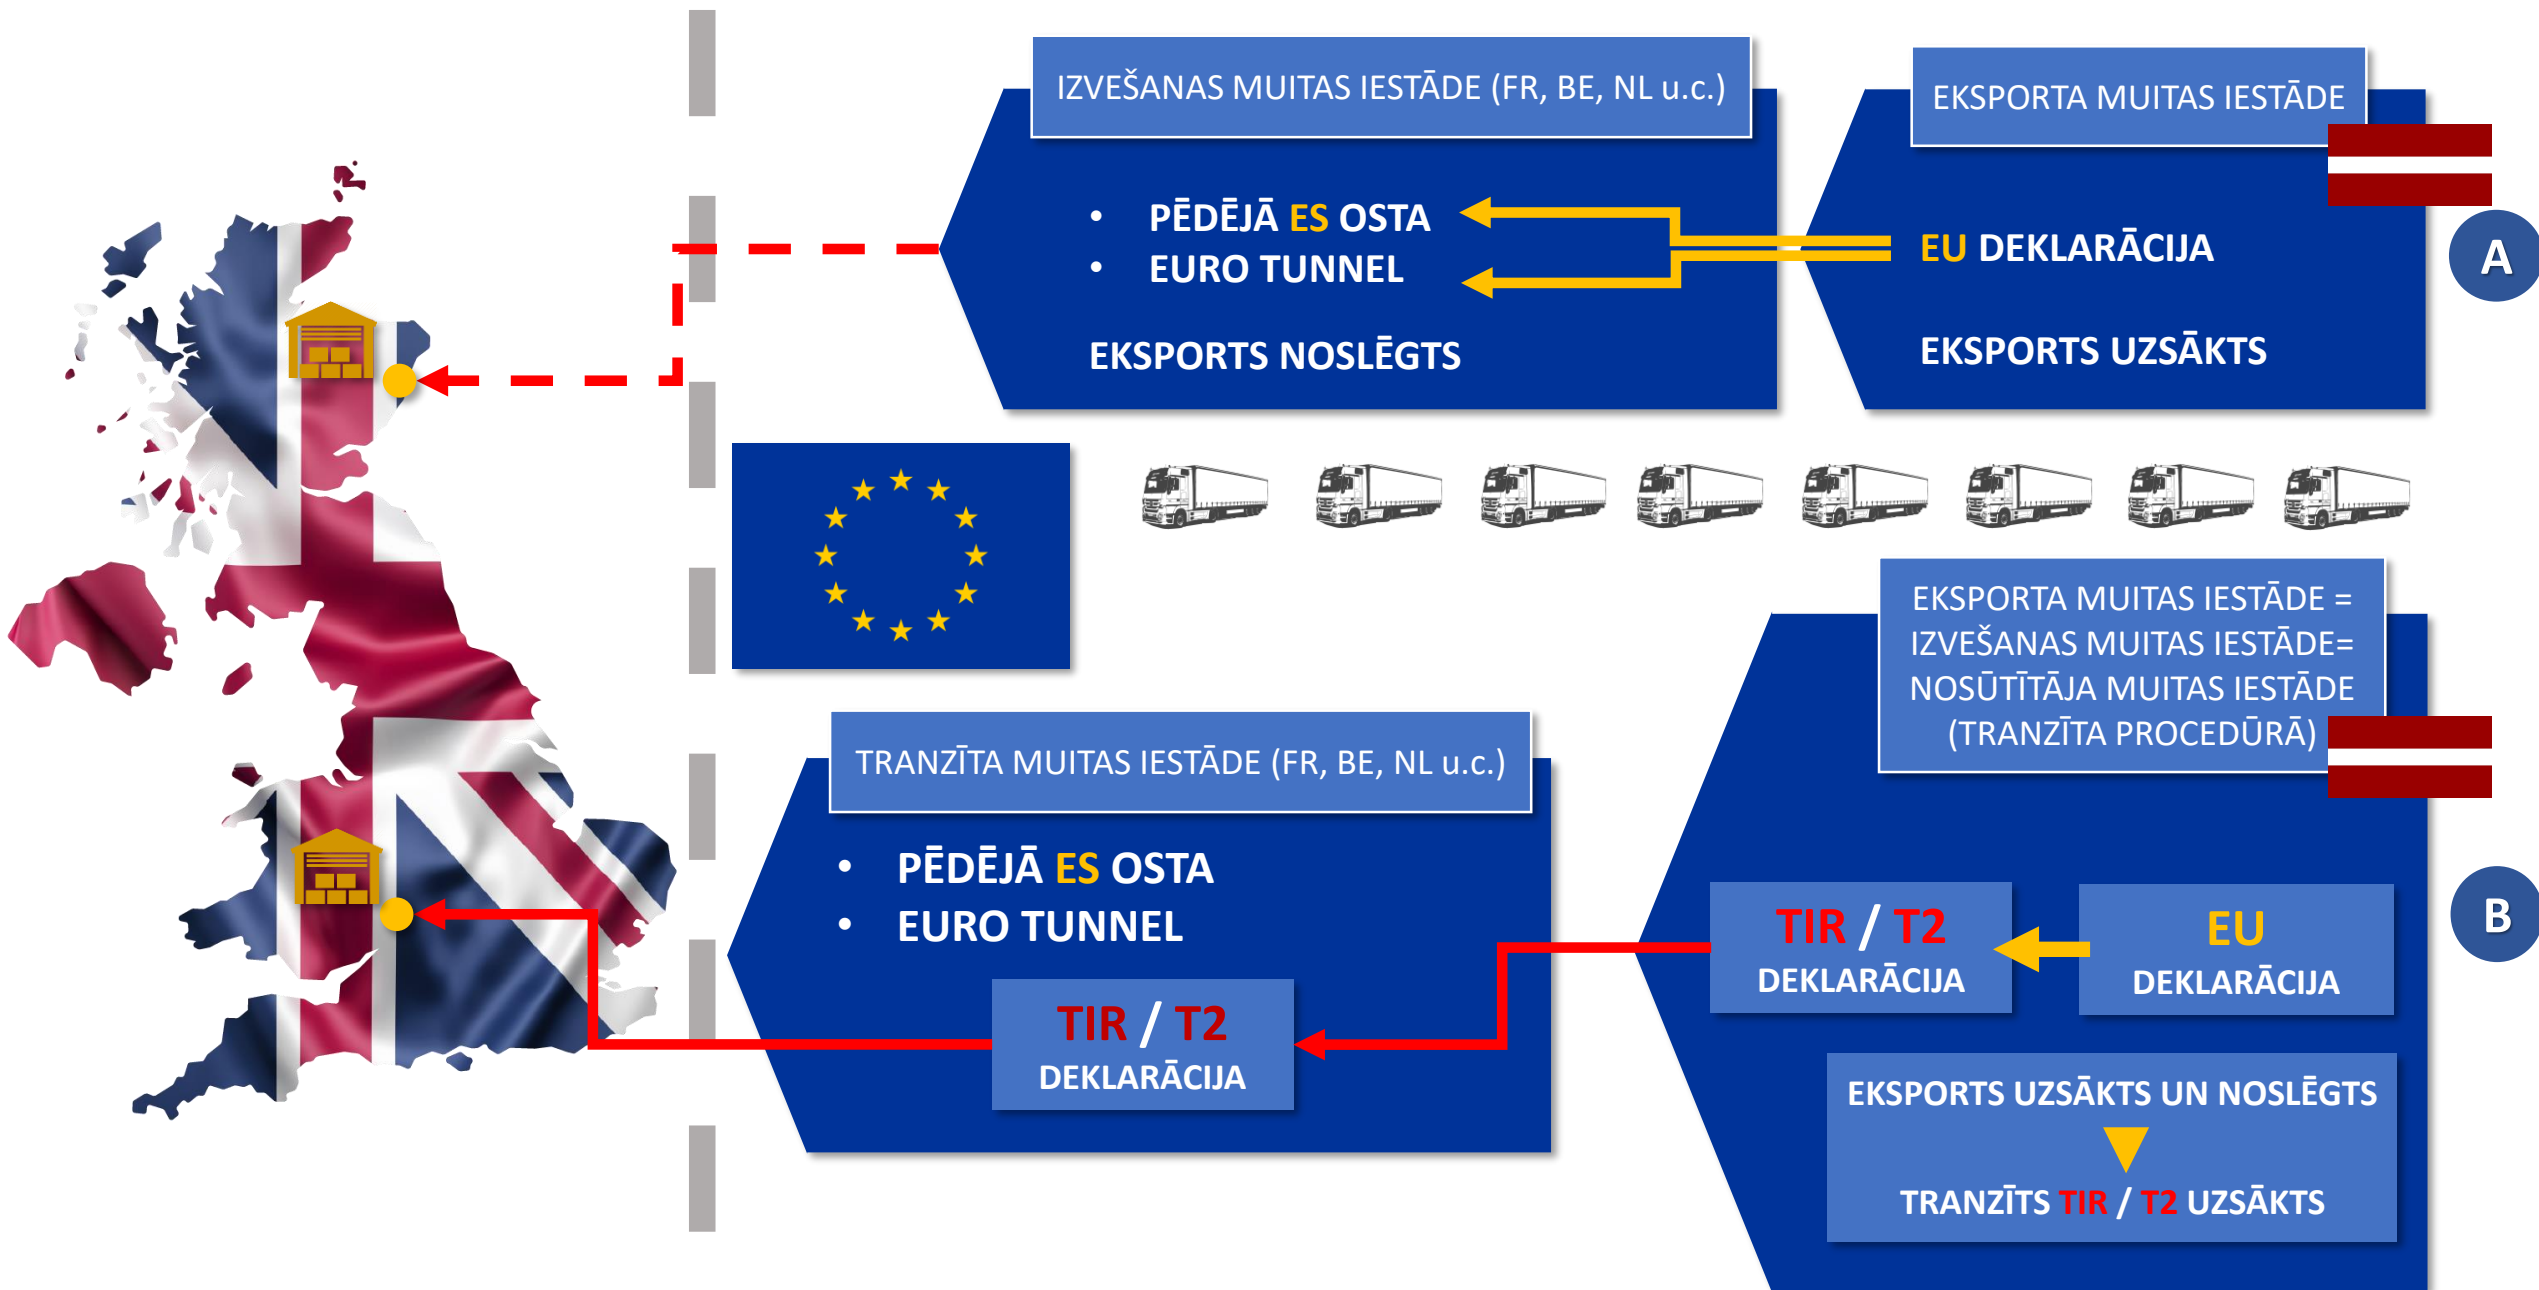 IZVEŠANAS MUITAS IESTĀDE (FR, BE, NL u.c.)
• PĒDĒJĀ ES OSTA
• EURO TUNNEL
EKSPORTS NOSLĒGTS
EKSPORTA MUITAS IESTĀDE
EU DEKLARĀCIJA
EKSPORTS UZSĀKTS
A
TRANZĪTA MUITAS IESTĀDE (FR, BE, NL u.c.)
• PĒDĒJĀ ES OSTA
• EURO TUNNEL
TIR / T2
DEKLARĀCIJA
EKSPORTA MUITAS IESTĀDE =
IZVEŠANAS MUITAS IESTĀDE=
NOSŪTĪTĀJA MUITAS IESTĀDE
(TRANZĪTA PROCEDŪRĀ)
TIR / T2
DEKLARĀCIJA
EU
DEKLARĀCIJA
EKSPORTS UZSĀKTS UN NOSLĒGTS
TRANZĪTS TIR / T2 UZSĀKTS
B